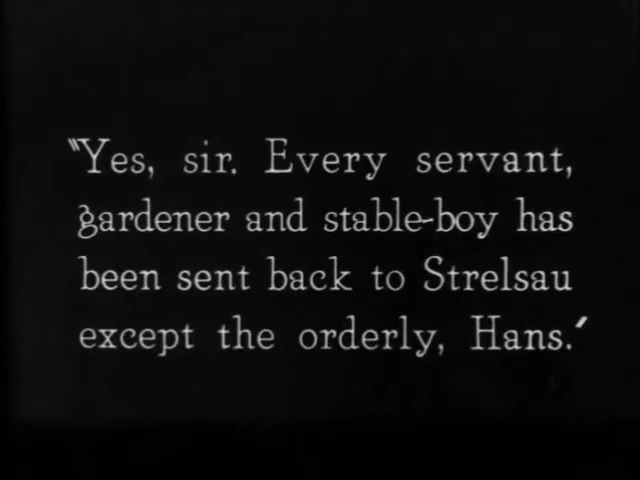 "Yes, sir. Every servant,
gardener and stable-boy has
been sent back to Strelsau
except the orderly, Hans."